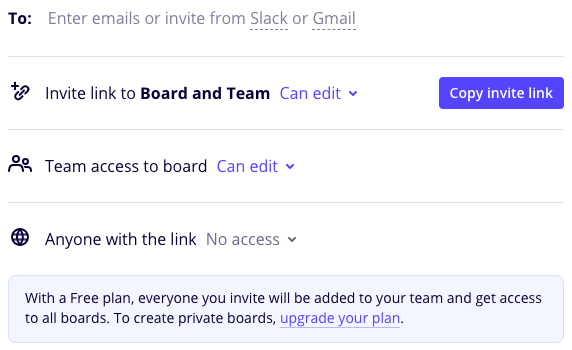 To: Enter emails or invite from Slack or Gmail
Invite link to Board and Team Can edit Copy invite link
Team access to board Can edit
Anyone with the link No access
With a Free plan, everyone you invite will be added to your team and get access
to all boards. To create private boards, upgrade your plan.